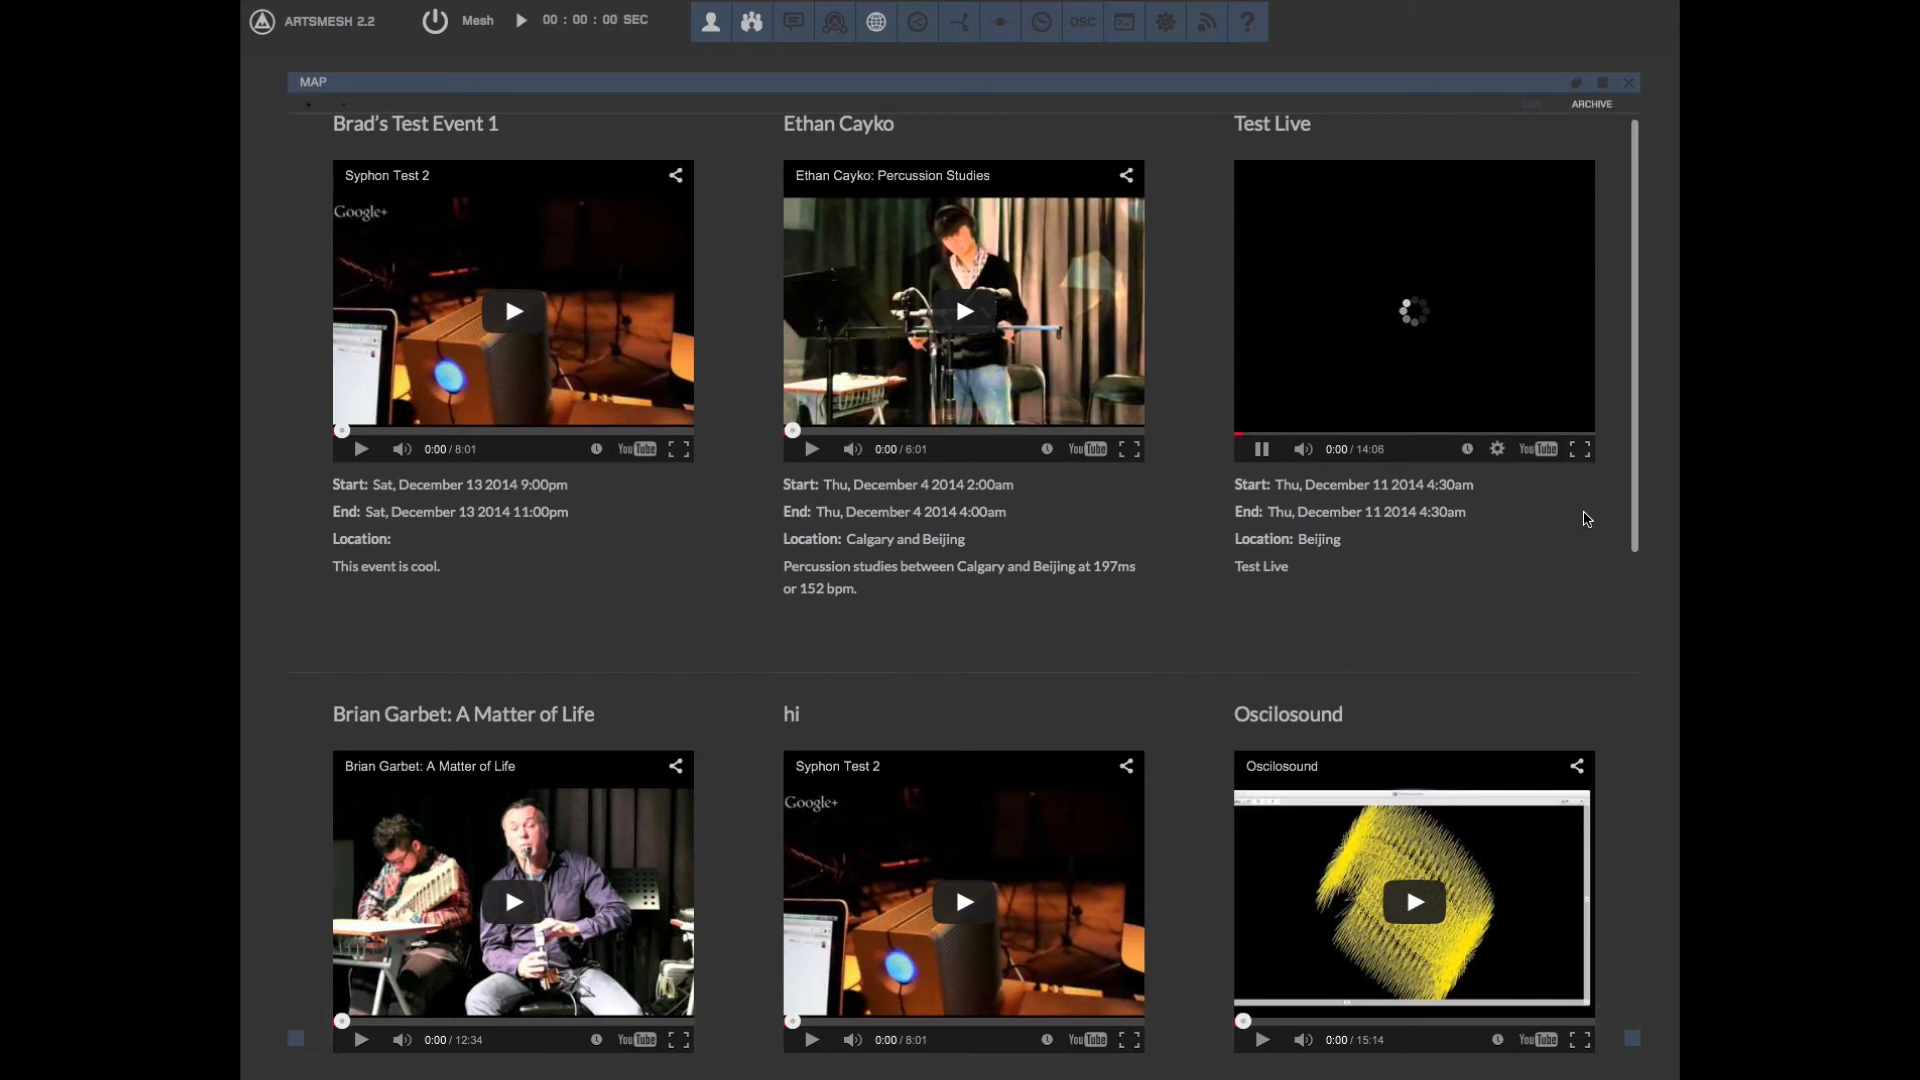 ARTSMESH 2.2
Mesh
00 : 00 : 00 SEC
OSC
?
MAP
+ -
LIVE
ARCHIVE
Brad's Test Event 1
Syphon Test 2
Google+
0:00 / 8:01
YouTube
Start: Sat, December 13 2014 9:00pm
End: Sat, December 13 2014 11:00pm
Location:
This event is cool.
Ethan Cayko
Ethan Cayko: Percussion Studies
0:00 / 6:01
YouTube
Start: Thu, December 4 2014 2:00am
End: Thu, December 4 2014 4:00am
Location: Calgary and Beijing
Percussion studies between Calgary and Beijing at 197ms
or 152 bpm.
Test Live
0:00 / 14:06
YouTube
Start: Thu, December 11 2014 4:30am
End: Thu, December 11 2014 4:30am
Location: Beijing
Test Live
Brian Garbet: A Matter of Life
Brian Garbet: A Matter of Life
0:00 / 12:34
YouTube
hi
Syphon Test 2
Google+
0:00 / 8:01
YouTube
Oscilosound
Oscilosound
0:00 / 15:14
YouTube